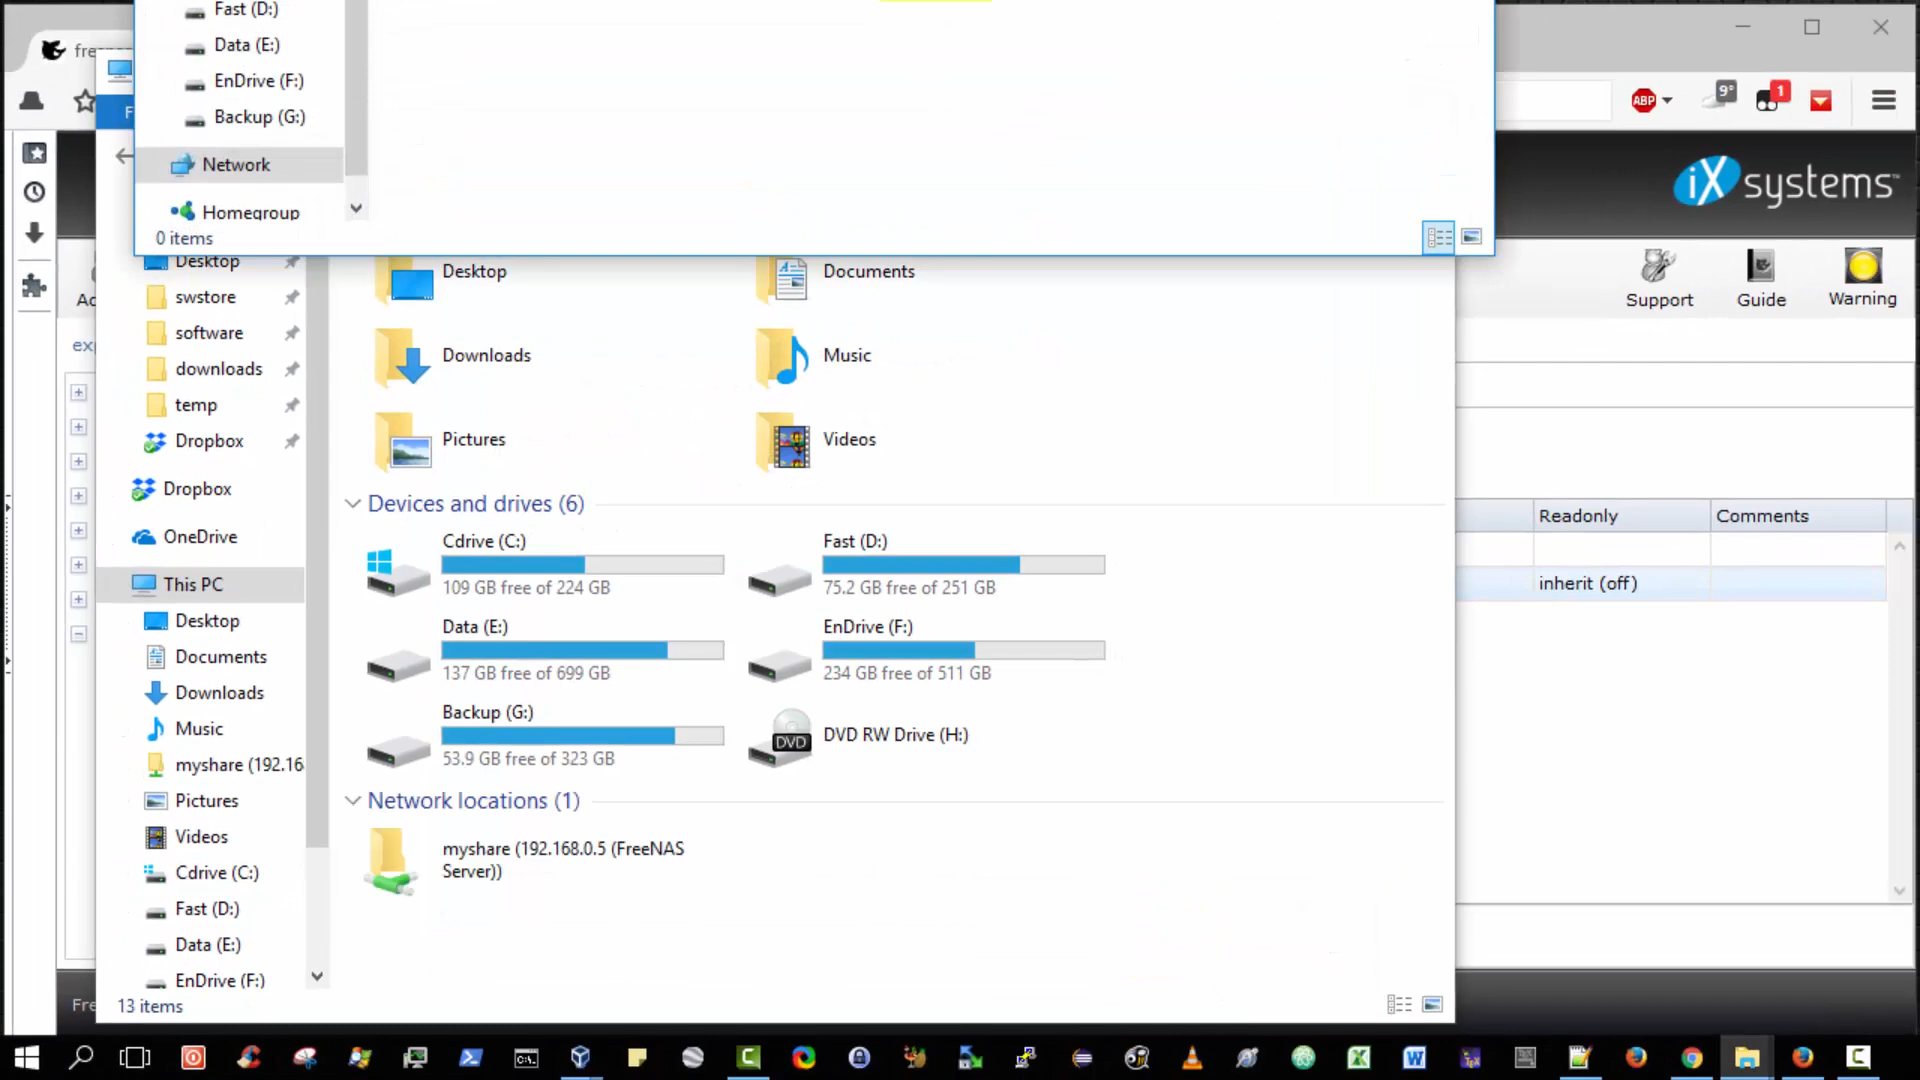 Fast (D:)
Data (E:)
EnDrive (F:)
Backup (G:)
Network
Homegroup
0 items
9°
ABP
1
iXsystems™
Support
Guide
Warning
Desktop
swstore
software
downloads
temp
Dropbox
Dropbox
OneDrive
This PC
Desktop
Documents
Downloads
Music
myshare (192.16
Pictures
Videos
Cdrive (C:)
Fast (D:)
Data (E:)
EnDrive (F:)
13 items
Desktop
Documents
Downloads
Music
Pictures
Videos
Devices and drives (6)
Cdrive (C:)
109 GB free of 224 GB
Fast (D:)
75.2 GB free of 251 GB
Data (E:)
137 GB free of 699 GB
EnDrive (F:)
234 GB free of 511 GB
Backup (G:)
53.9 GB free of 323 GB
DVD
DVD RW Drive (H:)
Network locations (1)
myshare (192.168.0.5 (FreeNAS
Server))
Readonly
Comments
inherit (off)